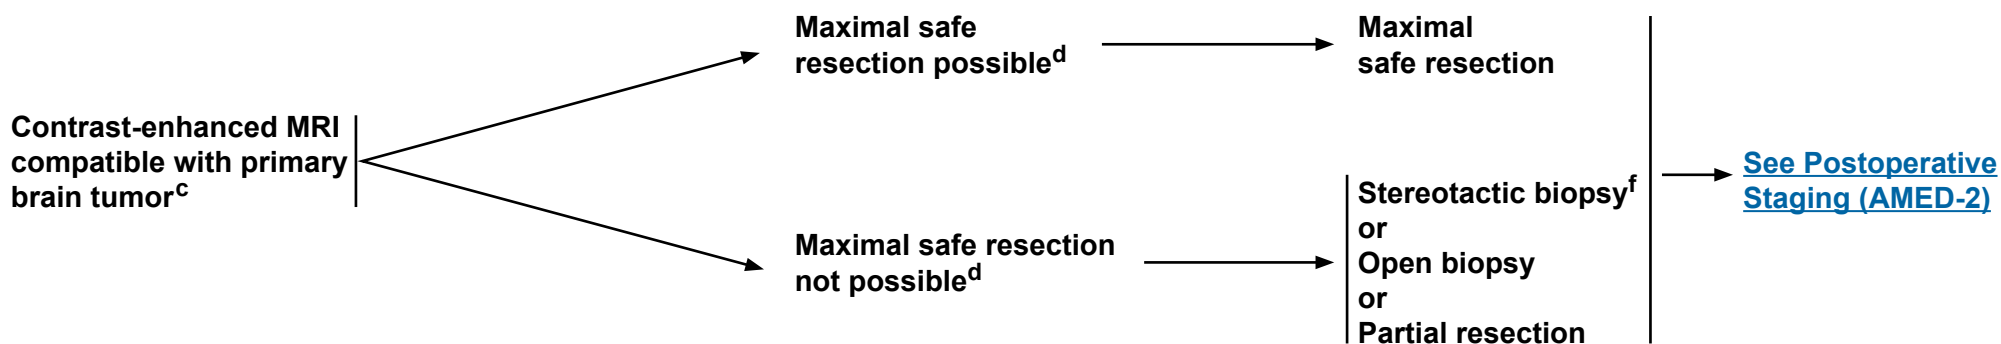 Contrast-enhanced MRI
compatible with primary
brain tumorc
Maximal safe
resection possibled
Maximal
safe resection
Maximal safe resection
not possibled
Stereotactic biopsyf
or
Open biopsy
or
Partial resection
See Postoperative
Staging (AMED-2)